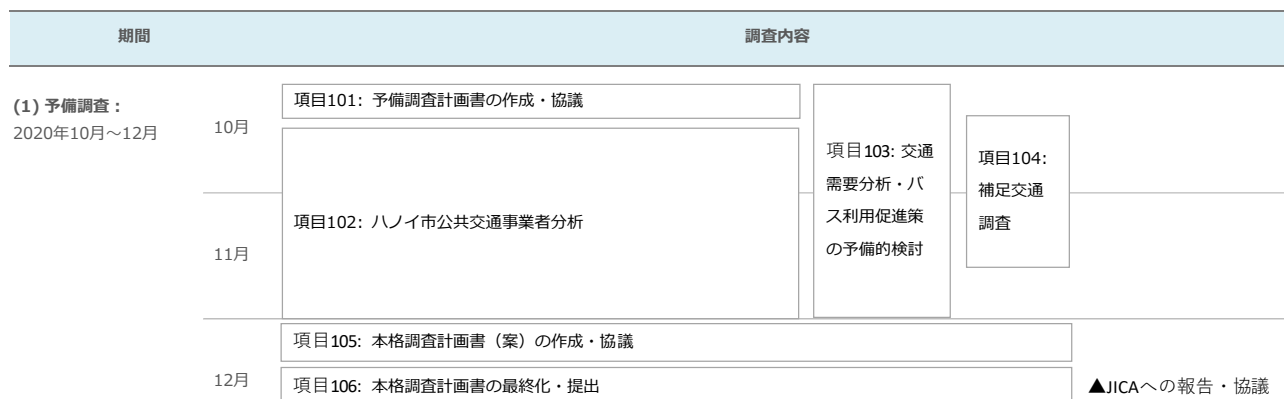 期間
調査内容
(1) 予備調査：
2020年10月～12月
10月
項目101: 予備調査計画書の作成・協議
項目102: ハノイ市公共交通事業者分析
項目103: 交通
需要分析・バ
ス利用促進策
の予備的検討
項目104:
補足交通
調査
11月
項目105: 本格調査計画書（案）の作成・協議
12月
項目106: 本格調査計画書の最終化・提出
▲JICAへの報告・協議